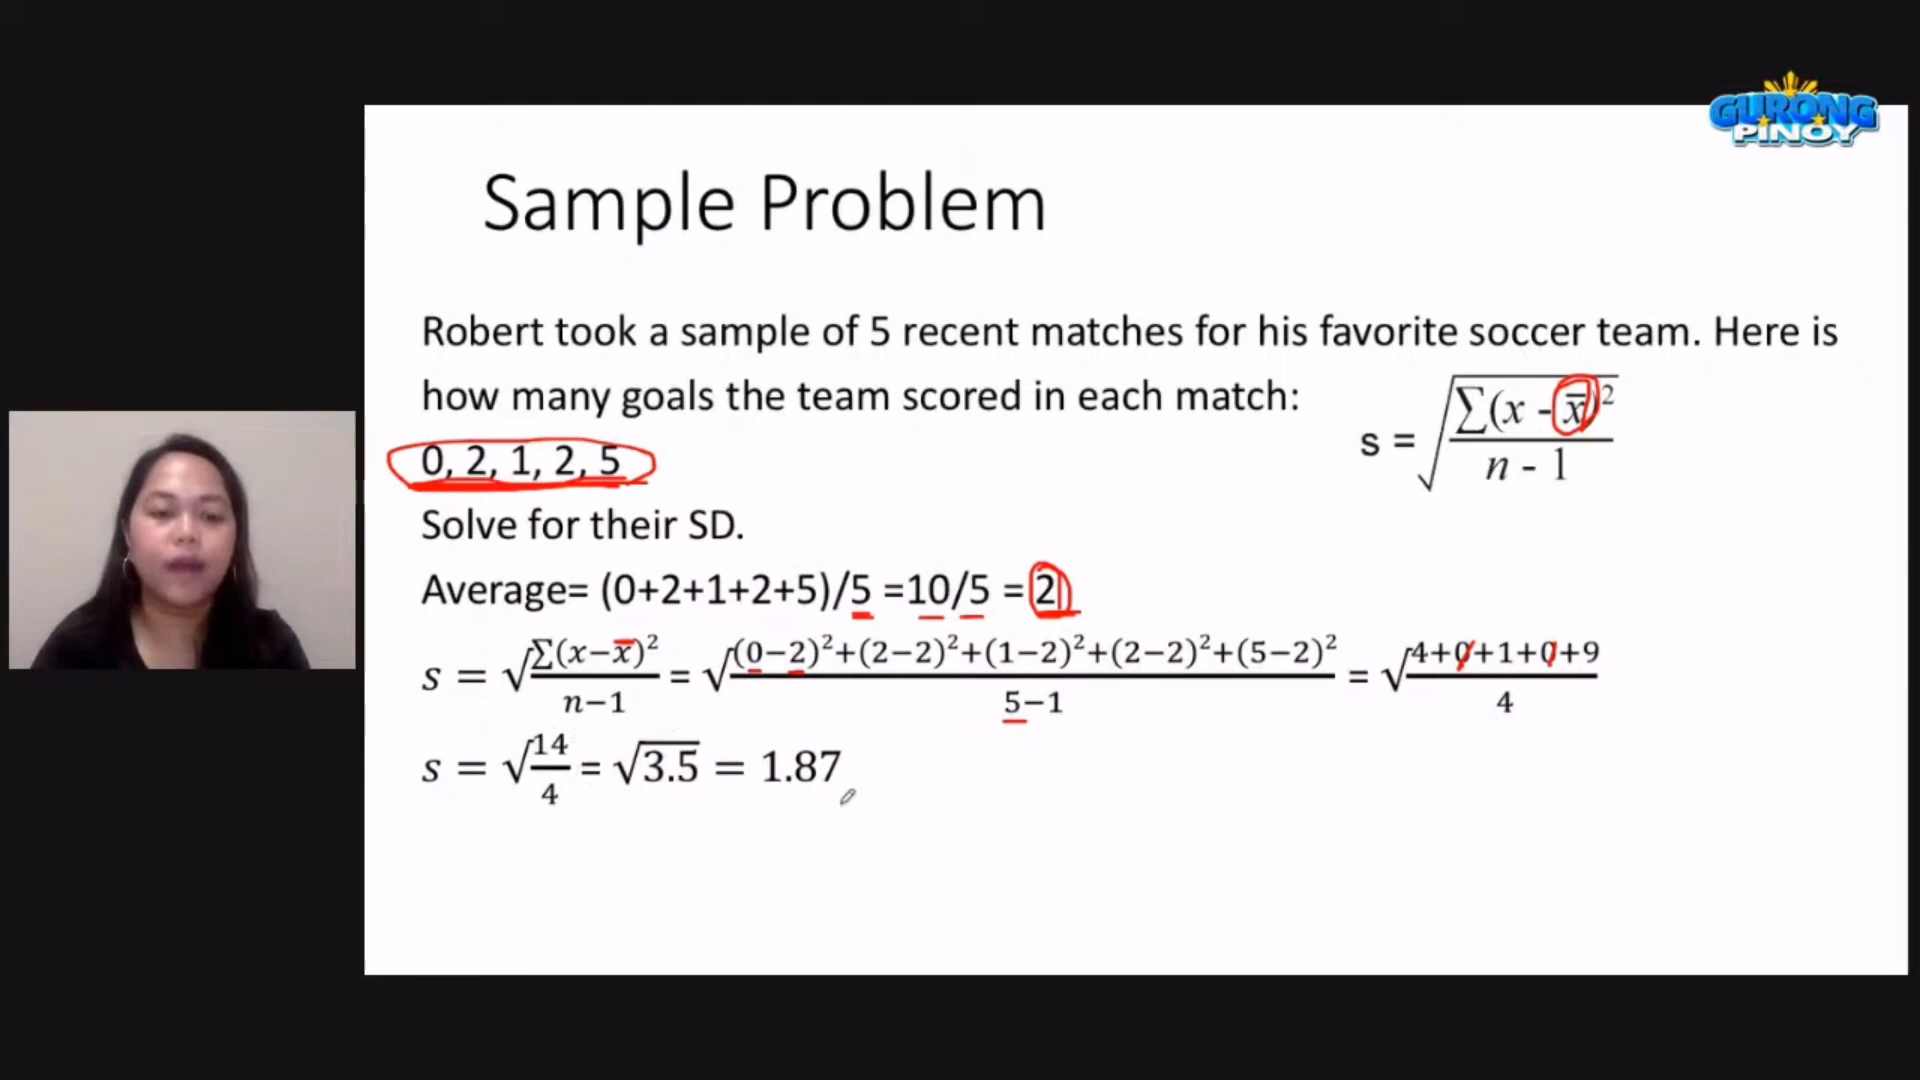 GURONG
PINOY
Sample Problem
Robert took a sample of 5 recent matches for his favorite soccer team. Here is
how many goals the team scored in each match:
s = √(∑(x - x̄)² / n - 1)
0, 2, 1, 2, 5
Solve for their SD.
Average= (0+2+1+2+5)/5 =10/5 = 2
s = √(∑(x−x̄)² / n−1) = √((0−2)²+(2−2)²+(1−2)²+(2−2)²+(5−2)² / 5−1) = √(4+0+1+0+9 / 4)
s = √(14 / 4) = √3.5 = 1.87